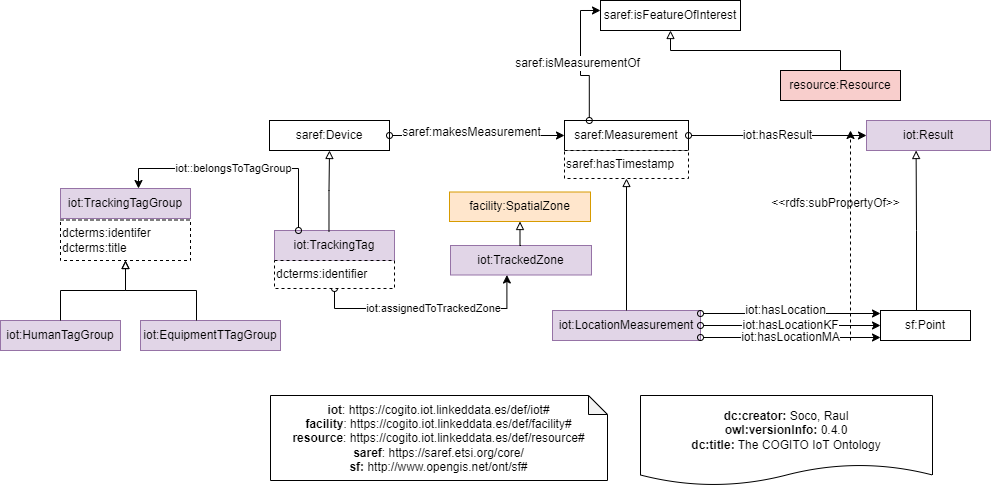 saref:isFeatureOfInterest
saref:isMeasurementOf
resource:Resource
saref:Device
saref:makesMeasurement
saref:Measurement
iot:hasResult
iot:Result
saref:hasTimestamp
iot::belongsToTagGroup
iot:TrackingTagGroup
facility:SpatialZone
<<rdfs:subPropertyOf>>
dcterms:identifer
dcterms:title
iot:TrackingTag
iot:TrackedZone
dcterms:identifier
iot:assignedToTrackedZone
iot:HumanTagGroup
iot:EquipmentTTagGroup
iot:LocationMeasurement
iot:hasLocation
iot:hasLocationKF
iot:hasLocationMA
sf:Point
iot: https://cogito.iot.linkeddata.es/def/iot#
facility: https://cogito.iot.linkeddata.es/def/facility#
resource: https://cogito.iot.linkeddata.es/def/resource#
saref: https://saref.etsi.org/core/
sf: http://www.opengis.net/ont/sf#
dc:creator: Soco, Raul
owl:versionInfo: 0.4.0
dc:title: The COGITO IoT Ontology